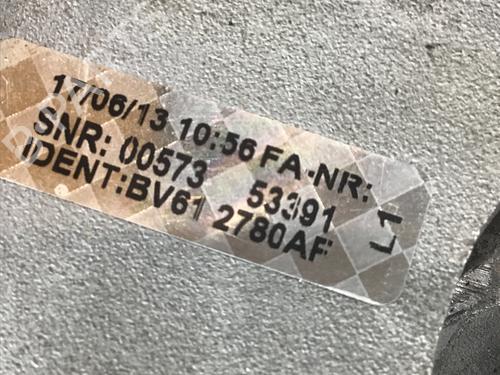 17/06/13 10:56 FA-NR:
SNR: 00573 53391
IDENT:BV61 2780AF
L1